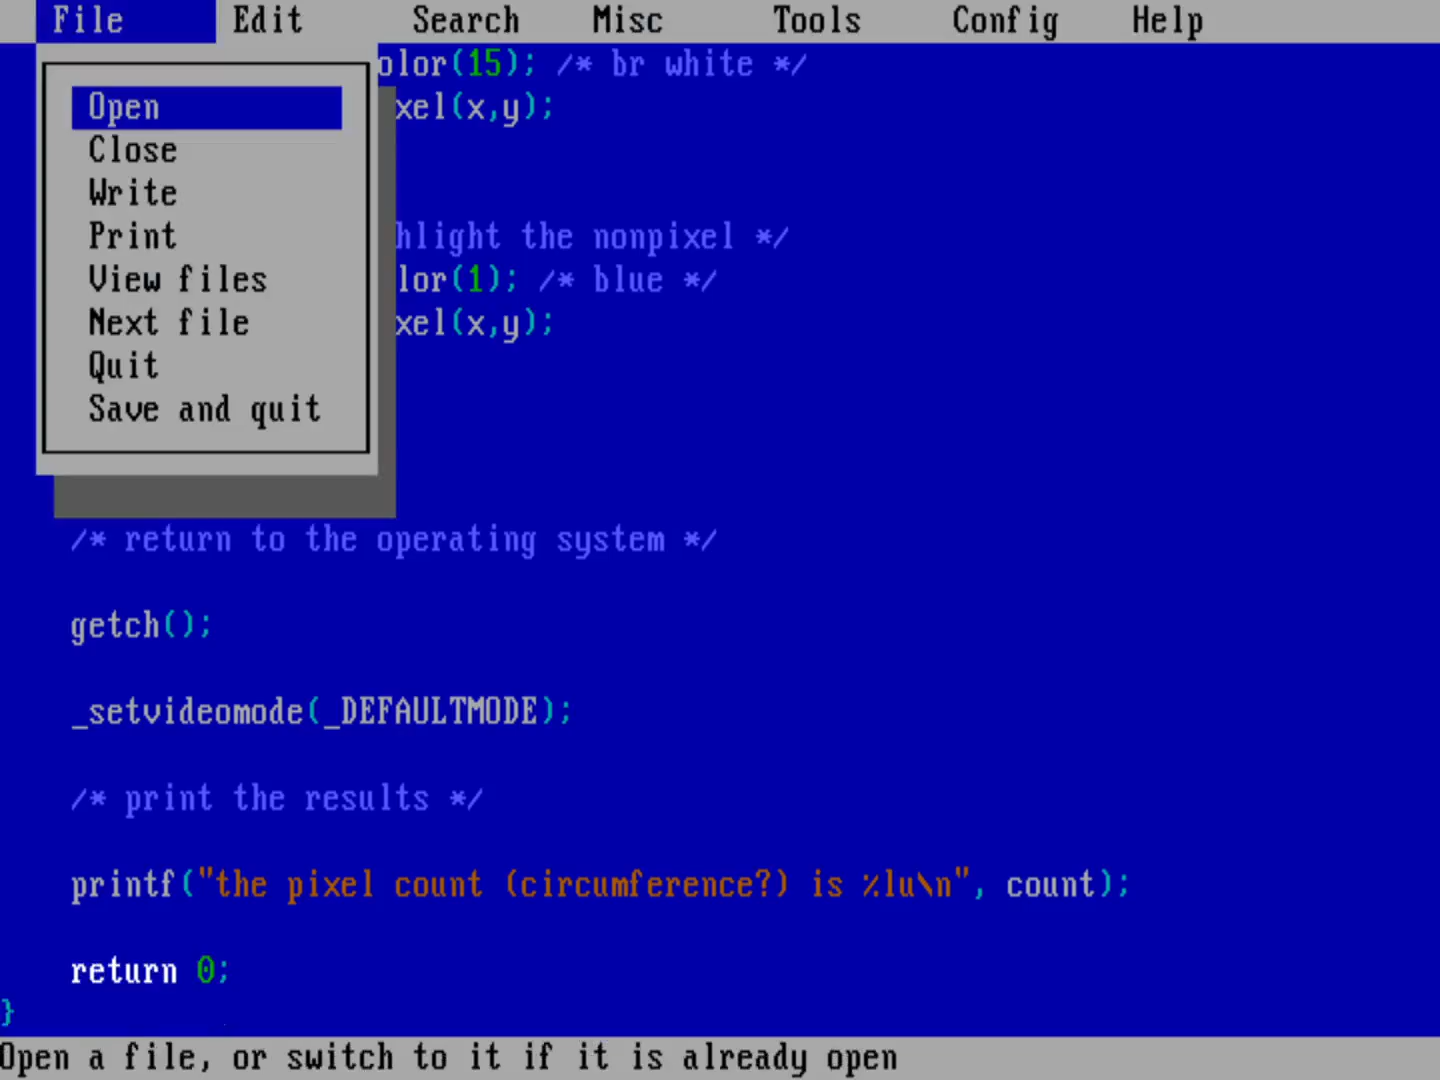 File Edit Search Misc Tools Config Help
olor(15); /* br white */
Open xel(x,y);
Close
Write
Print hlight the nonpixel */
View files lor(1); /* blue */
Next file xel(x,y);
Quit
Save and quit
/* return to the operating system */
getch();
_setvideomode(_DEFAULTMODE);
/* print the results */
printf("the pixel count (circumference?) is %lu\n", count);
return 0;
}
Open a file, or switch to it if it is already open